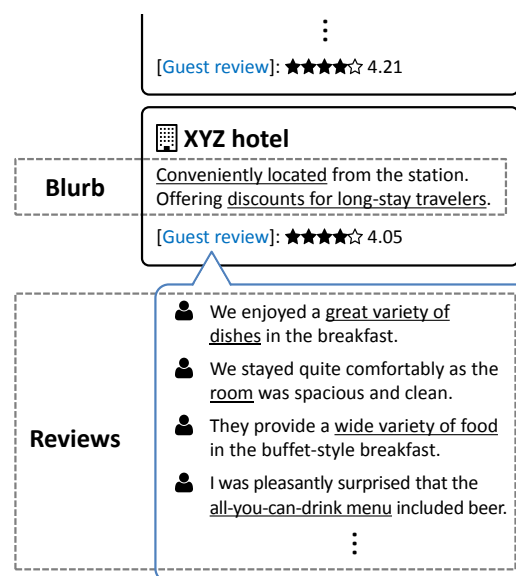 ⋮
[Guest review]: ★★★★☆ 4.21
XYZ hotel
Blurb
Conveniently located from the station.
Offering discounts for long-stay travelers.
[Guest review]: ★★★★☆ 4.05
Reviews
We enjoyed a great variety of
dishes in the breakfast.
We stayed quite comfortably as the
room was spacious and clean.
They provide a wide variety of food
in the buffet-style breakfast.
I was pleasantly surprised that the
all-you-can-drink menu included beer.
⋮